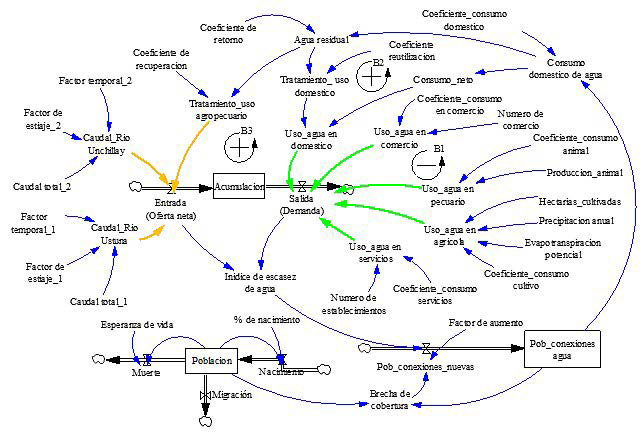 Coeficiente_consumo
domestico
Coeficiente de
retorno
Agua residual
Coeficiente
reutilizacion
Coeficiente de
recuperacion
B2
Consumo
domestico de agua
Factor temporal_2
Tratamiento_uso
domestico
Consumo_neto
Tratamiento_uso
agropecuario
Coeficiente_consumo
en comercio
Factor de
estiaje_2
Numero de
comercio
B3
Caudal_Rio
Unchillay
Uso_agua en
domestico
Uso_agua en
comercio
B1
Coeficiente_consumo
animal
Producción_animal
Caudal total_2
Acumulacion
Uso_agua en
pecuario
Entrada
(Oferta neta)
Salida
(Demanda)
Hectarias_cultivadas
Factor
temporal_1
Precipitacion anual
Caudal_Rio
Ustuna
Uso_agua en
agricola
Evapotranspiracion
potencial
Uso_agua en
servicios
Factor de
estiaje_1
Inidice de escasez
de agua
Coeficiente_consumo
cultivo
Coeficiente_consumo
servicios
Caudal total_1
Numero de
establecimientos
Esperanza de vida
% de nacimiento
Factor de aumento
Poblacion
Pob_conexiones
agua
Muerte
Nacimiento
Pob_conexiones_nuevas
Migración
Brecha de
cobertura